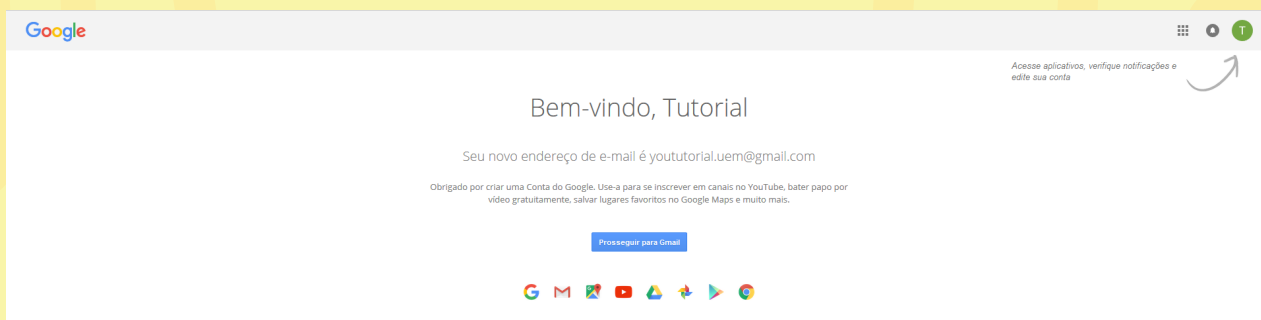 Google
T
Acesse aplicativos, verifique notificações e
edite sua conta
Bem-vindo, Tutorial
Seu novo endereço de e-mail é yoututorial.uem@gmail.com
Obrigado por criar uma Conta do Google. Use-a para se inscrever em canais no YouTube, bater papo por
vídeo gratuitamente, salvar lugares favoritos no Google Maps e muito mais.
Prosseguir para Gmail